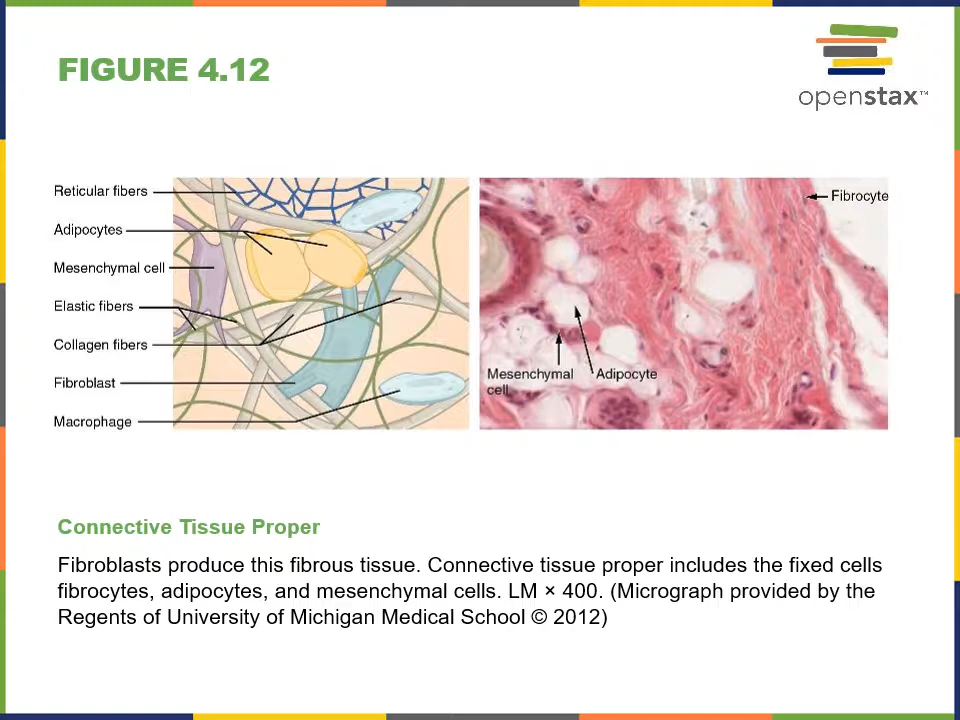 FIGURE 4.12
openstax™
Reticular fibers
Adipocytes
Mesenchymal cell
Elastic fibers
Collagen fibers
Fibroblast
Macrophage
Fibrocyte
Mesenchymal
cell
Adipocyte
Connective Tissue Proper
Fibroblasts produce this fibrous tissue. Connective tissue proper includes the fixed cells
fibrocytes, adipocytes, and mesenchymal cells. LM × 400. (Micrograph provided by the
Regents of University of Michigan Medical School © 2012)